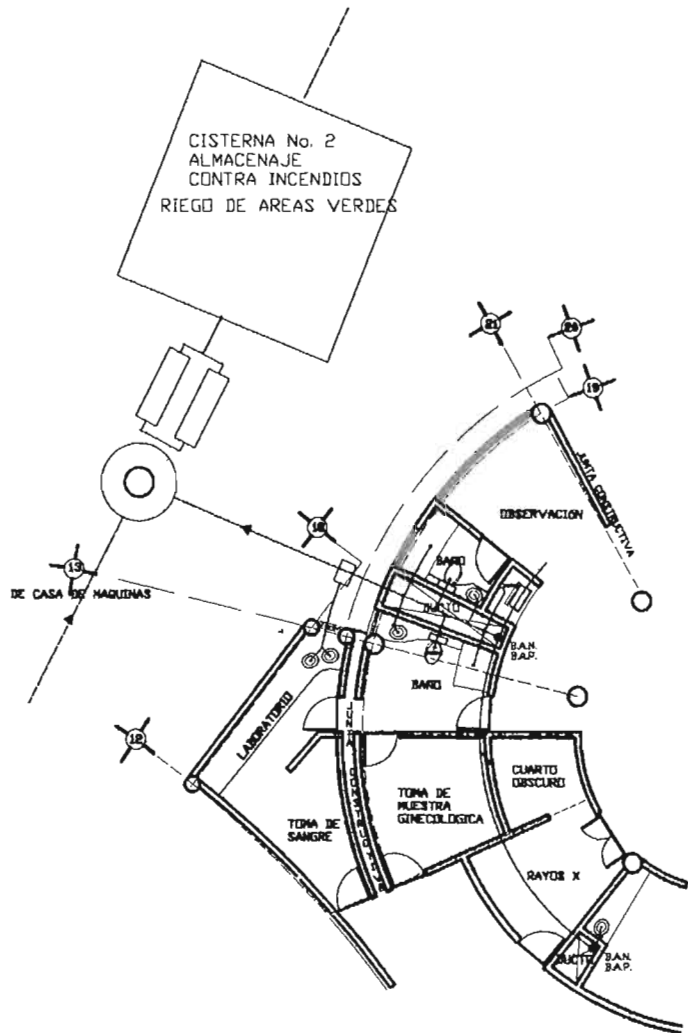 CISTERNA No. 2
ALMACENAJE
CONTRA INCENDIOS
RIEGO DE AREAS VERDES
21
19
JUNTA CONSTRUCTIVA
OBSERVACION
BAÑO
DUCTO
13
DE CASA DE MAQUINAS
B.A.N.
B.A.P.
BAÑO
LABORATORIO
12
JUNTA CONSTRUCTIVA
CUARTO
OBSCURO
TOMA DE
MUESTRA
GINECOLOGICA
TOMA DE
SANGRE
RAYOS X
DUCTO
B.A.N.
B.A.P.